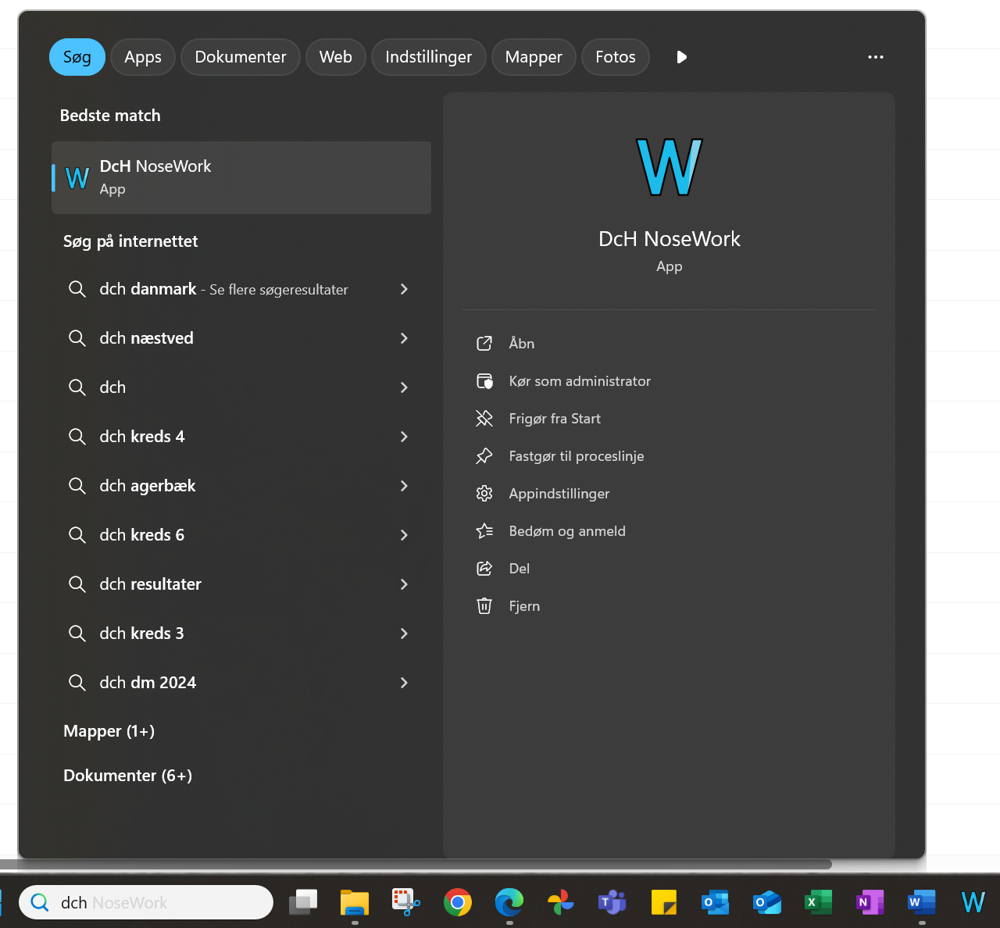 Søg Apps Dokumenter Web Indstillinger Mapper Fotos
Bedste match
DcH NoseWork
App
Søg på internettet
dch danmark - Se flere søgeresultater
dch næstved
dch
dch kreds 4
dch agerbæk
dch kreds 6
dch resultater
dch kreds 3
dch dm 2024
Mapper (1+)
Dokumenter (6+)
W
DcH NoseWork
App
Åbn
Kør som administrator
Frigør fra Start
Fastgør til proceslinje
Appindstillinger
Bedøm og anmeld
Del
Fjern
dch NoseWork